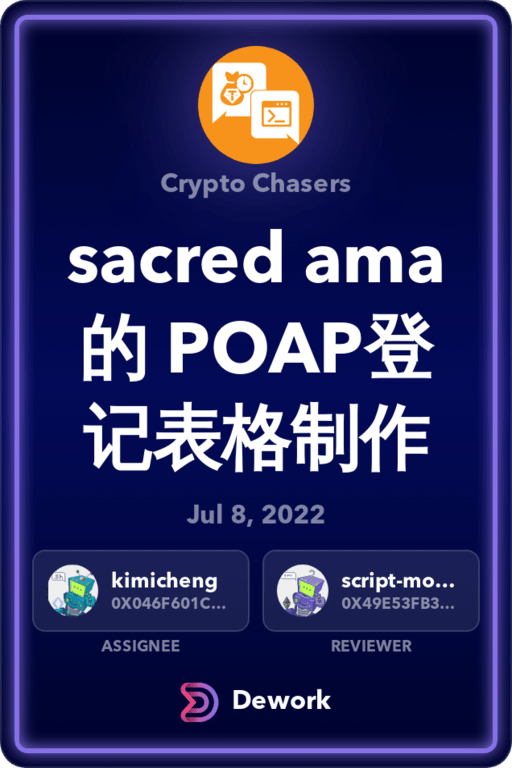 Crypto Chasers
sacred ama
的 POAP登
记表格制作
Jul 8, 2022
kimicheng
0X046F601C...
script-mo...
0X49E53FB3...
ASSIGNEE
REVIEWER
Dework